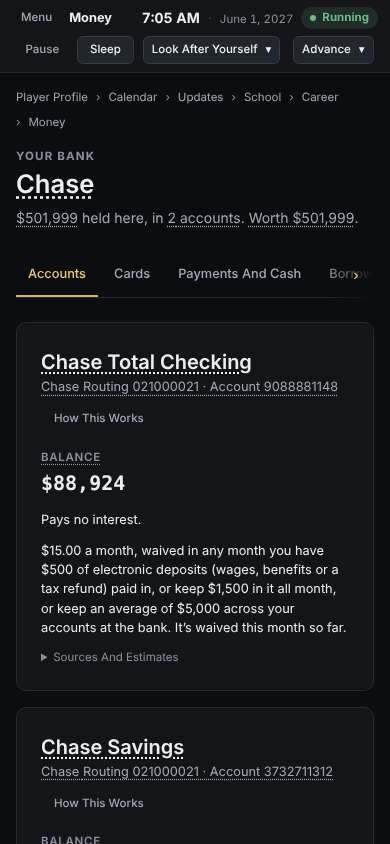 Menu Money 7:05 AM · June 1, 2027 Running
Pause Sleep Look After Yourself ▾ Advance ▾
Player Profile › Calendar › Updates › School › Career
› Money
YOUR BANK
Chase
$501,999 held here, in 2 accounts. Worth $501,999.
Accounts Cards Payments And Cash Borrow ›
Chase Total Checking
Chase Routing 021000021 · Account 9088881148
How This Works
BALANCE
$88,924
Pays no interest.
$15.00 a month, waived in any month you have
$500 of electronic deposits (wages, benefits or a
tax refund) paid in, or keep $1,500 in it all month,
or keep an average of $5,000 across your
accounts at the bank. It’s waived this month so far.
▶ Sources And Estimates
Chase Savings
Chase Routing 021000021 · Account 3732711312
How This Works
BALANCE